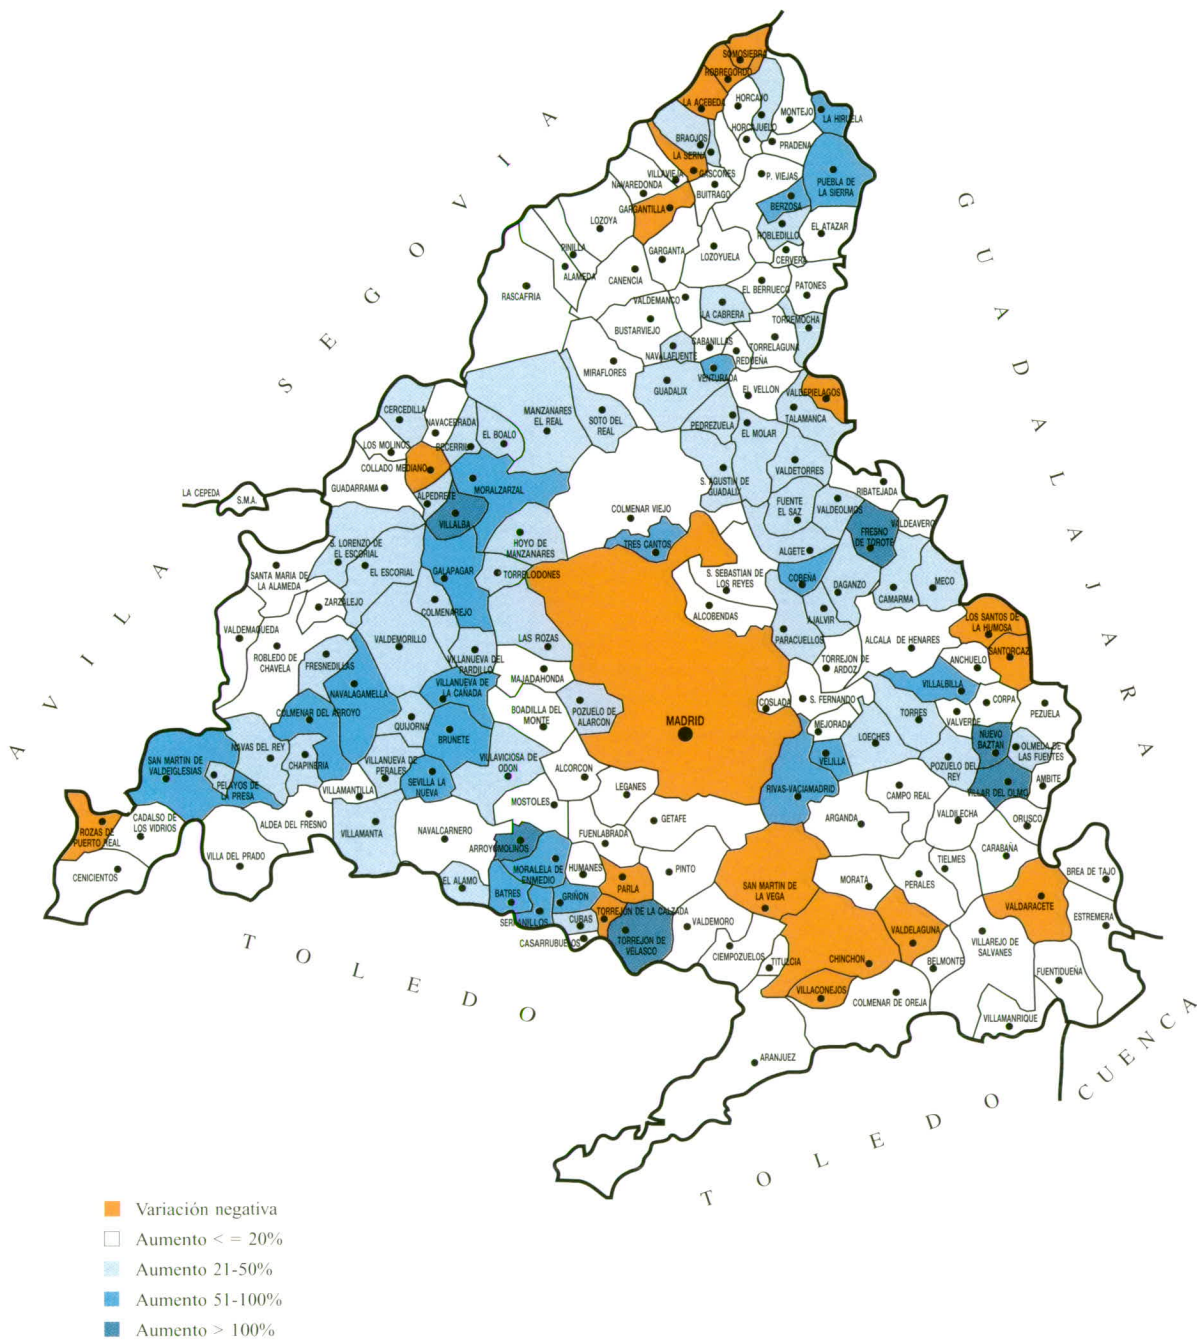 SOMOSIERRA
ROBREGORDO
LA ACEBEDA
HORCAJO
MONTEJO
LA HIRUELA
HORCAJUELO
BRAOJOS
PRADENA
LA SERNA
VILLAVIEJA
GASCONES
P. VIEJAS
PUEBLA DE
LA SIERRA
NAVARREDONDA
BUITRAGO
BERZOSA
GARGANTILLA
LOZOYA
ROBLEDILLO
EL ATAZAR
PINILLA
GARGANTA
LOZOYUELA
CERVERA
ALAMEDA
CANENCIA
RASCAFRIA
EL BERRUECO
PATONES
VALDEMANCO
LA CABRERA
BUSTARVIEJO
TORREMOCHA
CABANILLAS
TORRELAGUNA
NAVALAFUENTE
REDUEÑA
MIRAFLORES
VENTURADA
GUADALIX
EL VELLON
VALDEPIELAGOS
TALAMANCA
CERCEDILLA
NAVACERRADA
MANZANARES
EL REAL
SOTO DEL
REAL
PEDREZUELA
EL MOLAR
EL BOALO
BECERRIL
LOS MOLINOS
COLLADO MEDIANO
VALDETORRES
S. AGUSTIN DE
GUADALIX
GUADARRAMA
MORALZARZAL
RIBATEJADA
LA CEPEDA
S.M.A.
ALPEDRETE
VILLALBA
FUENTE
EL SAZ
VALDEOLMOS
COLMENAR VIEJO
VALDEAVERO
FRESNO
DE TOROTE
S. LORENZO DE
EL ESCORIAL
HOYO DE
MANZANARES
TRES CANTOS
ALGETE
EL ESCORIAL
GALAPAGAR
TORRELODONES
S. SEBASTIAN DE
LOS REYES
COBEÑA
DAGANZO
MECO
CAMARMA
SANTA MARIA DE
LA ALAMEDA
ZARZALEJO
COLMENAREJO
ALCOBENDAS
AJALVIR
LOS SANTOS DE
LA HUMOSA
VALDEMAQUEDA
VALDEMORILLO
LAS ROZAS
PARACUELLOS
ALCALA DE HENARES
SANTORCAZ
ROBLEDO DE
CHAVELA
FRESNEDILLAS
VILLANUEVA DEL
PARDILLO
TORREJON DE
ARDOZ
ANCHUELO
NAVALAGAMELLA
VILLANUEVA DE
LA CAÑADA
MAJADAHONDA
VILLALBILLA
COSLADA
S. FERNANDO
CORPA
PEZUELA
COLMENAR DEL ARROYO
QUIJORNA
BOADILLA DEL
MONTE
POZUELO DE
ALARCON
MADRID
MEJORADA
TORRES
VALVERDE
NUEVO
BAZTAN
BRUNETE
LOECHES
OLMEDA DE
LAS FUENTES
NAVAS DEL REY
SAN MARTIN DE
VALDEIGLESIAS
CHAPINERIA
VILLANUEVA DE
PERALES
VILLAVICIOSA DE
ODON
VELILLA
POZUELO DEL
REY
PELAYOS DE
LA PRESA
VILLAMANTILLA
SEVILLA LA
NUEVA
ALCORCON
LEGANES
RIVAS-VACIAMADRID
CAMPO REAL
VILLAR DEL OLMO
AMBITE
MOSTOLES
CADALSO DE
LOS VIDRIOS
ALDEA DEL FRESNO
VILLAMANTA
GETAFE
ARGANDA
VALDILECHA
ORUSCO
ROZAS DE
PUERTO REAL
NAVALCARNERO
FUENLABRADA
ARROYOMOLINOS
CARABAÑA
VILLA DEL PRADO
TIELMES
CENICIENTOS
MORALEJA DE
ENMEDIO
HUMANES
PINTO
BREA DE TAJO
EL ALAMO
BATRES
GRIÑON
PARLA
SAN MARTIN DE
LA VEGA
MORATA
PERALES
VALDARACETE
SERRANILLOS
CUBAS
TORREJON DE LA CALZADA
VALDEMORO
ESTREMERA
CASARRUBUELOS
TORREJON DE
VELASCO
CIEMPOZUELOS
TITULCIA
VALDELAGUNA
VILLAREJO DE
SALVANES
CHINCHON
BELMONTE
FUENTIDUEÑA
VILLACONEJOS
COLMENAR DE OREJA
VILLAMANRIQUE
ARANJUEZ
SEGOVIA
GUADALAJARA
AVILA
TOLEDO
TOLEDO
CUENCA
Variación negativa
Aumento < = 20%
Aumento 21-50%
Aumento 51-100%
Aumento > 100%